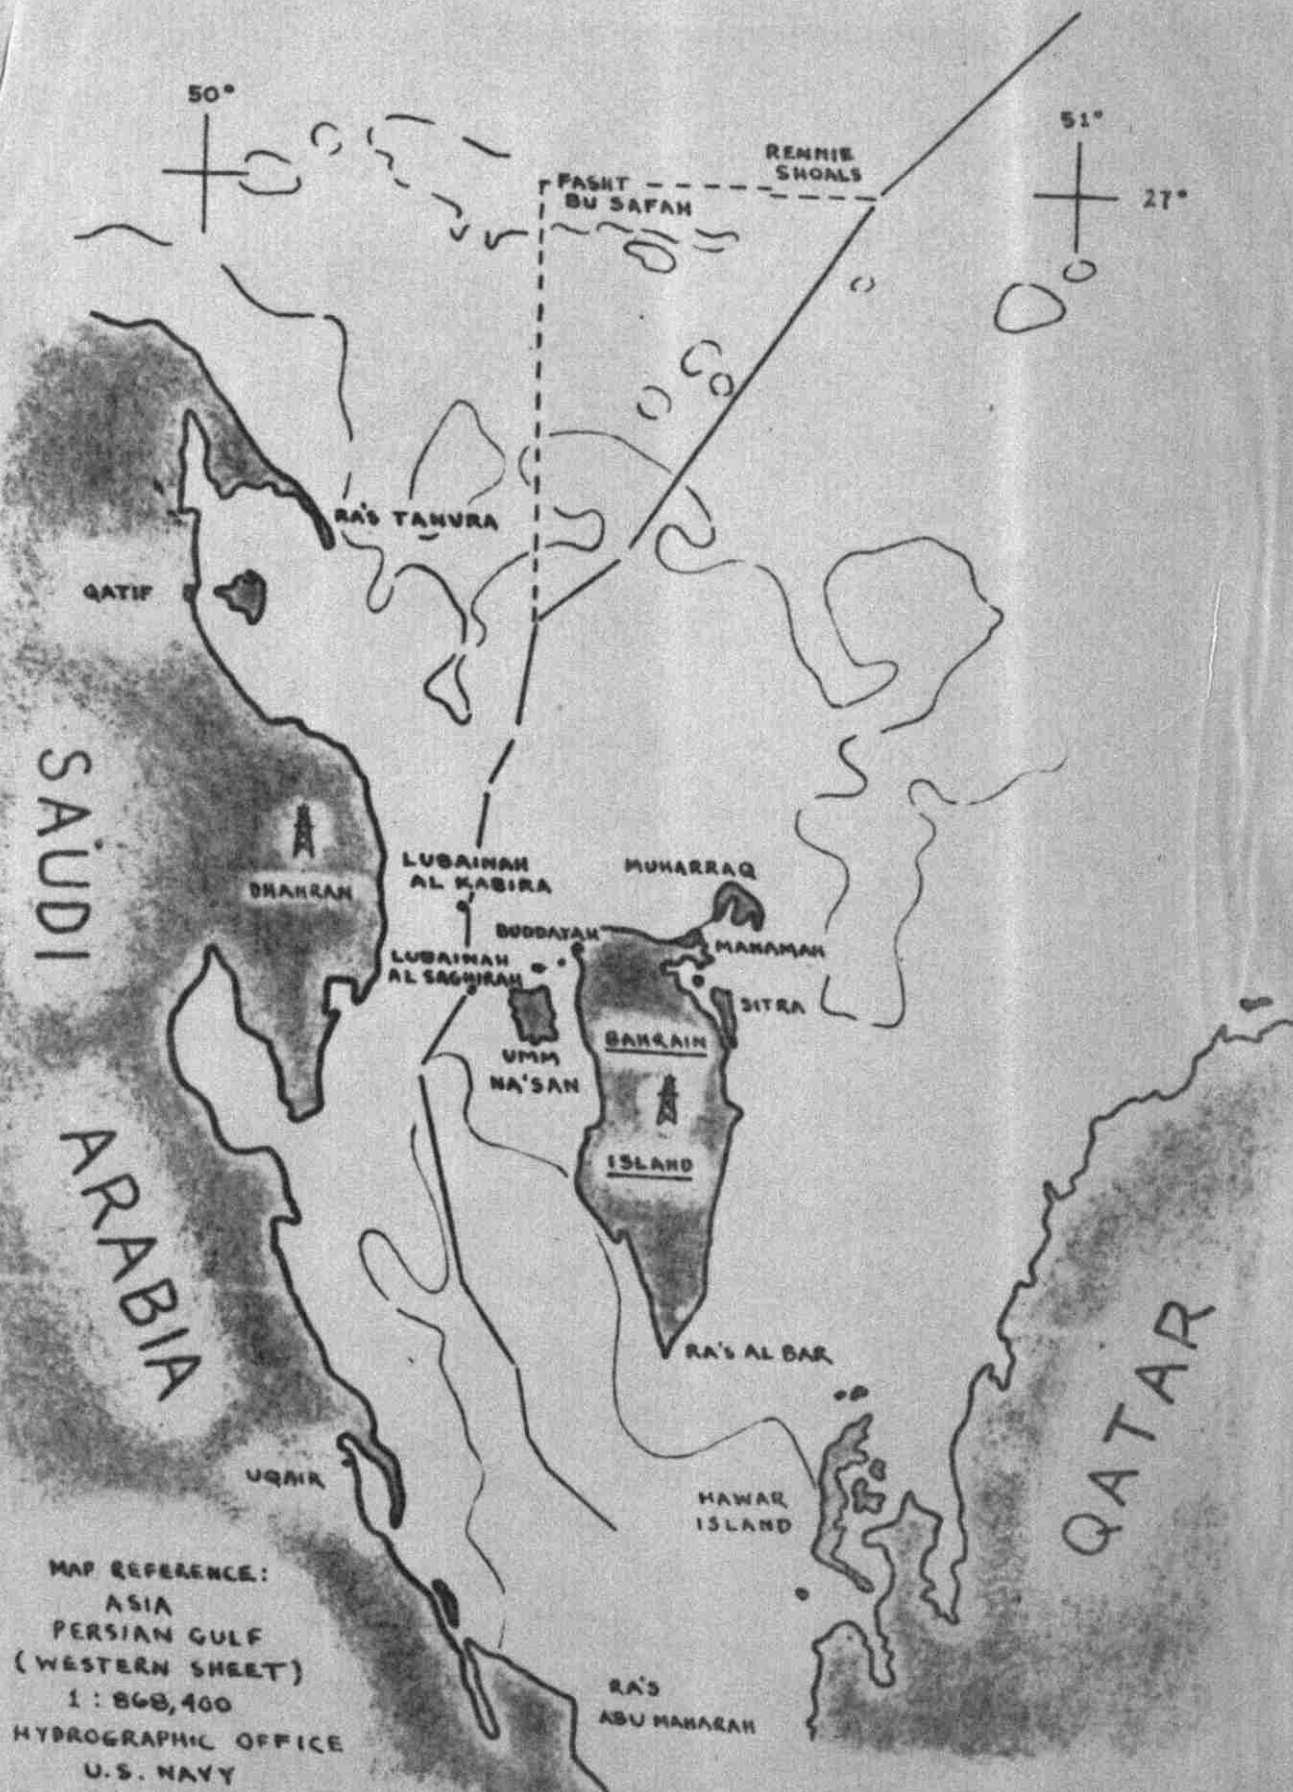 50°
51°
27°
RENNIE
SHOALS
FASHT
BU SAFAH
RA'S TANURA
QATIF
SAUDI
ARABIA
DHAHRAN
LUBAINAH
AL KABIRA
MUHARRAQ
BUDDAYAH
MANAMAH
LUBAINAH
AL SAGHIRAH
SITRA
BAHRAIN
ISLAND
UMM
NA'SAN
RA'S AL BAR
QATAR
UQAIR
HAWAR
ISLAND
MAP REFERENCE:
ASIA
PERSIAN GULF
(WESTERN SHEET)
1 : 868,400
HYDROGRAPHIC OFFICE
U.S. NAVY
RA'S
ABU MAHARAH